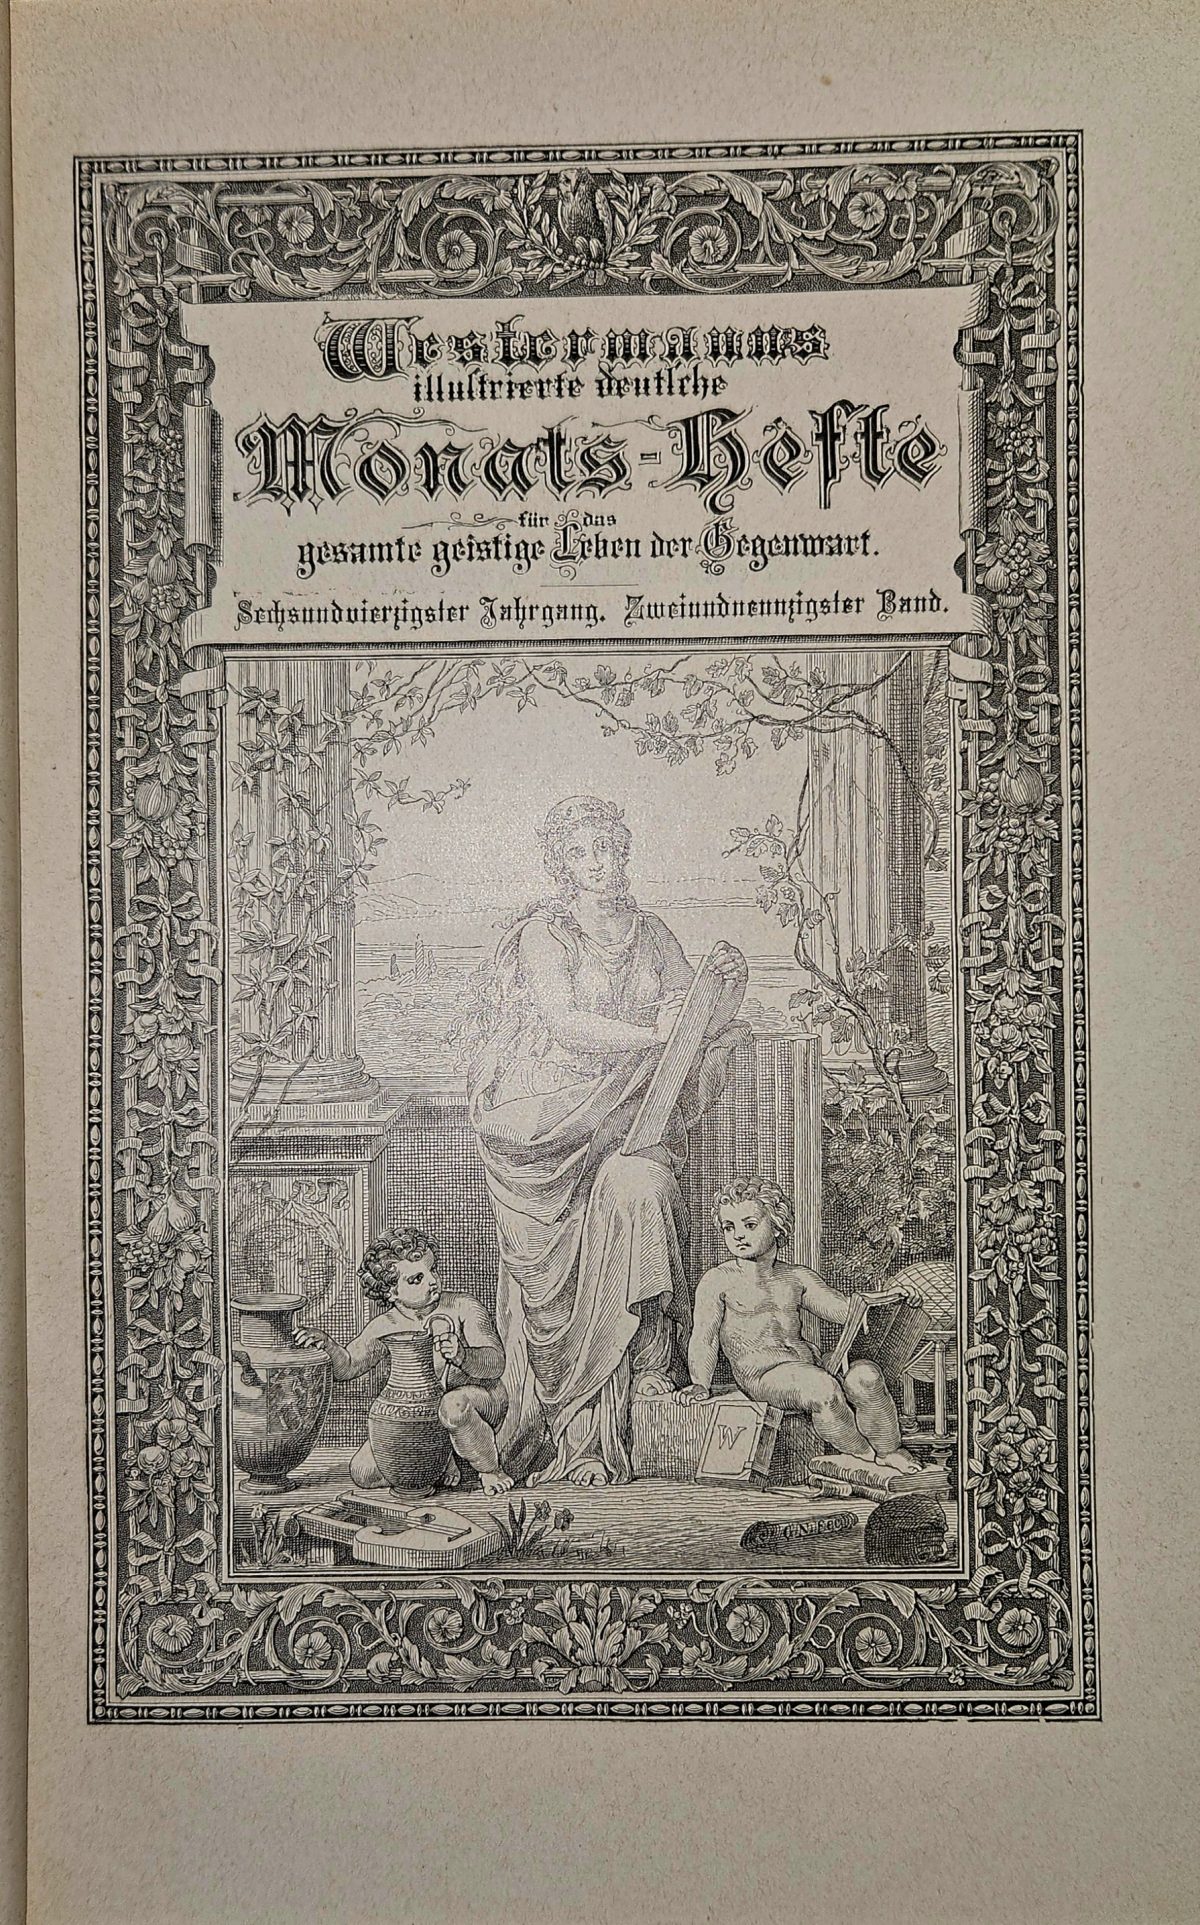 Westermanns
illustrierte deutsche
Monats-Hefte
für das
gesamte geistige Leben der Gegenwart.
Sechsundvierzigster Jahrgang. Zweiundneunzigster Band.
W